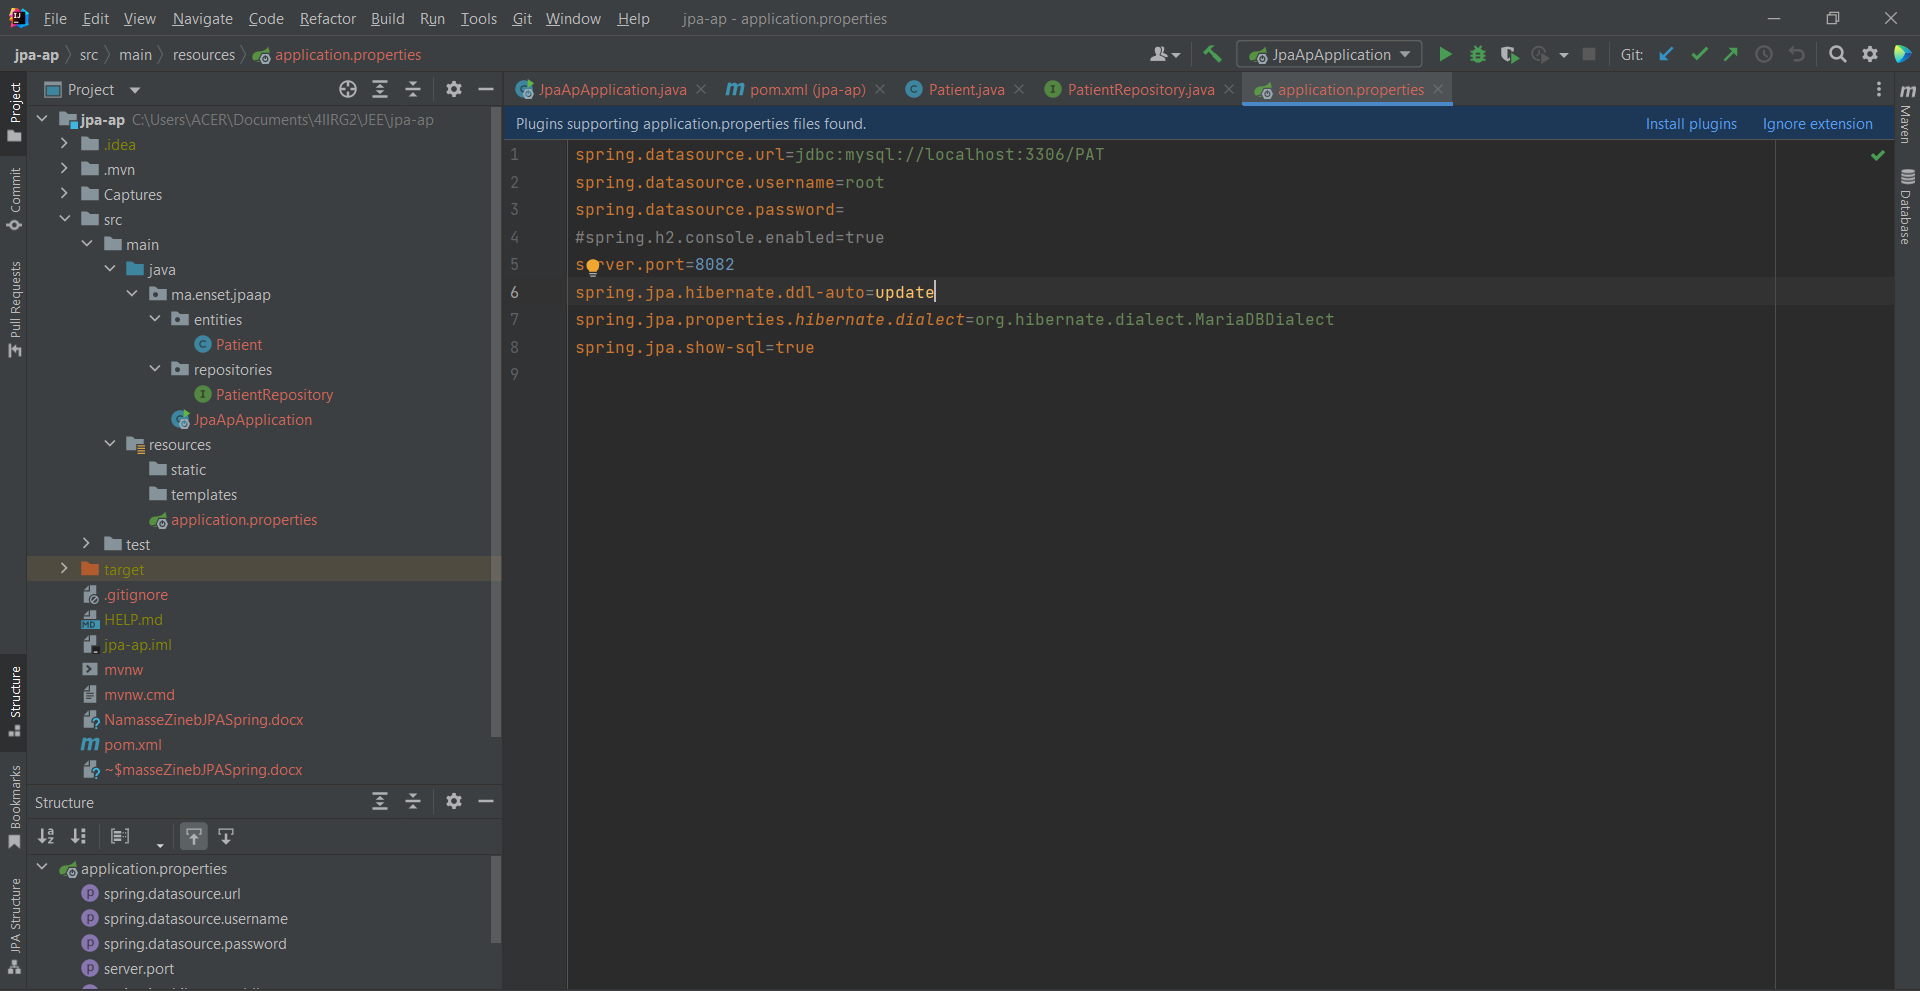 File Edit View Navigate Code Refactor Build Run Tools Git Window Help jpa-ap - application.properties
jpa-ap src main resources application.properties JpaApApplication Git:
Project
JpaApApplication.java pom.xml (jpa-ap) Patient.java PatientRepository.java application.properties
Plugins supporting application.properties files found. Install plugins Ignore extension
jpa-ap C:\Users\ACER\Documents\4IIRG2\JEE\jpa-ap
.idea
.mvn
Captures
src
main
java
ma.enset.jpaap
entities
Patient
repositories
PatientRepository
JpaApApplication
resources
static
templates
application.properties
test
target
.gitignore
HELP.md
jpa-ap.iml
mvnw
mvnw.cmd
NamasseZinebJPASpring.docx
pom.xml
~$masseZinebJPASpring.docx
1 spring.datasource.url=jdbc:mysql://localhost:3306/PAT
2 spring.datasource.username=root
3 spring.datasource.password=
4 #spring.h2.console.enabled=true
5 server.port=8082
6 spring.jpa.hibernate.ddl-auto=update
7 spring.jpa.properties.hibernate.dialect=org.hibernate.dialect.MariaDBDialect
8 spring.jpa.show-sql=true
9
Structure
application.properties
spring.datasource.url
spring.datasource.username
spring.datasource.password
server.port
Project
Commit
Pull Requests
Structure
Bookmarks
JPA Structure
Maven
Database